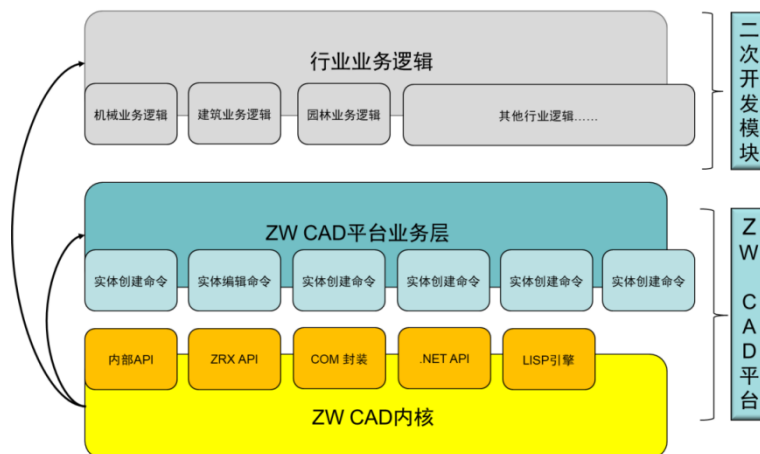 行业业务逻辑
机械业务逻辑
建筑业务逻辑
园林业务逻辑
其他行业逻辑……
二次开发模块
ZW CAD平台业务层
实体创建命令
实体编辑命令
实体创建命令
实体创建命令
实体创建命令
实体创建命令
内部API
ZRX API
COM 封装
.NET API
LISP引擎
ZW CAD内核
ZW CAD平台